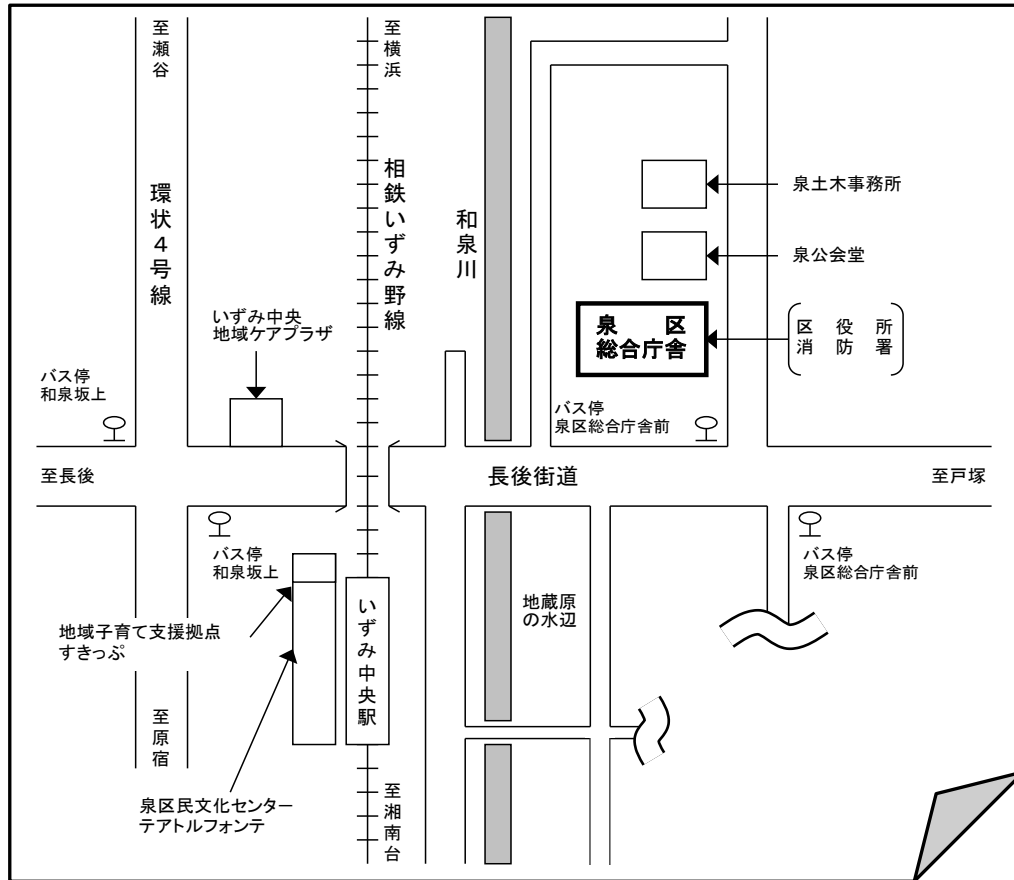 至瀬谷
至横浜
環状４号線
相鉄いずみ野線
和泉川
泉土木事務所
泉公会堂
泉　区
総合庁舎
区　役　所
消　防　署
いずみ中央
地域ケアプラザ
バス停
和泉坂上
バス停
泉区総合庁舎前
至長後
長後街道
至戸塚
バス停
和泉坂上
バス停
泉区総合庁舎前
地域子育て支援拠点
すきっぷ
いずみ中央駅
地蔵原
の水辺
至原宿
泉区民文化センター
テアトルフォンテ
至湘南台